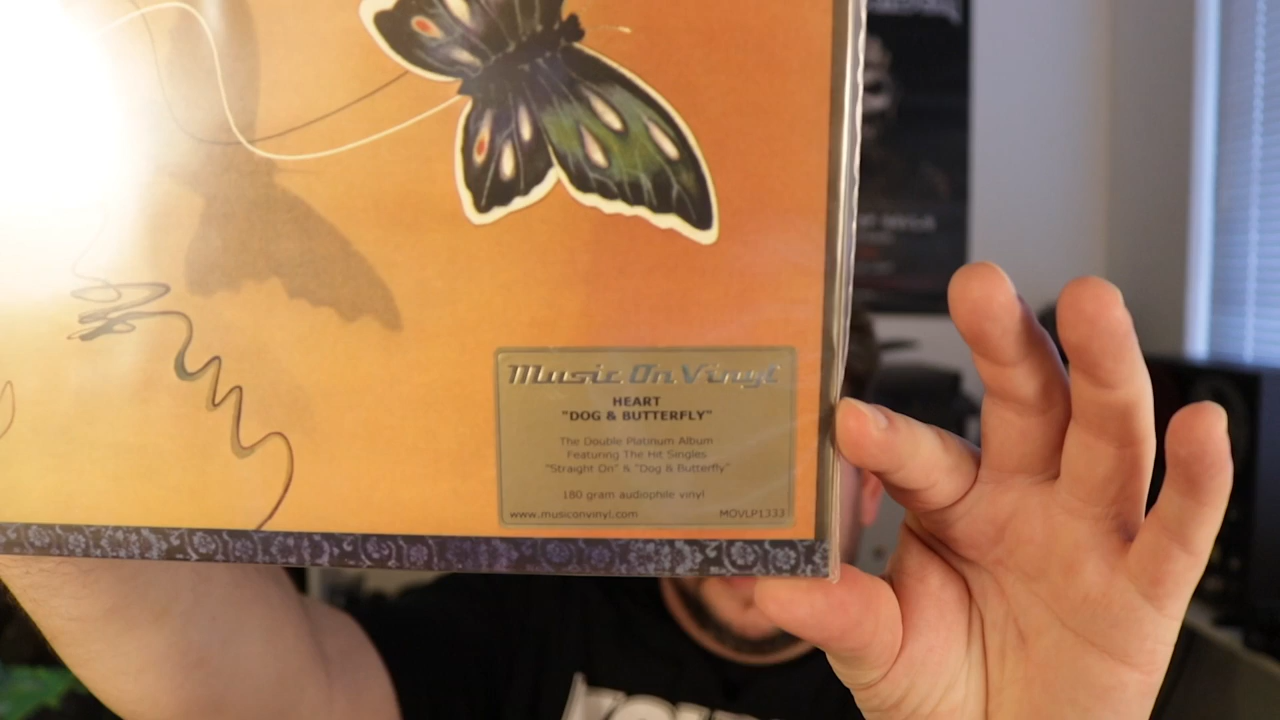 Music On Vinyl
HEART
"DOG & BUTTERFLY"
The Double Platinum Album
Featuring The Hit Singles
"Straight On" & "Dog & Butterfly"
180 gram audiophile vinyl
www.musiconvinyl.com MOVLP1333